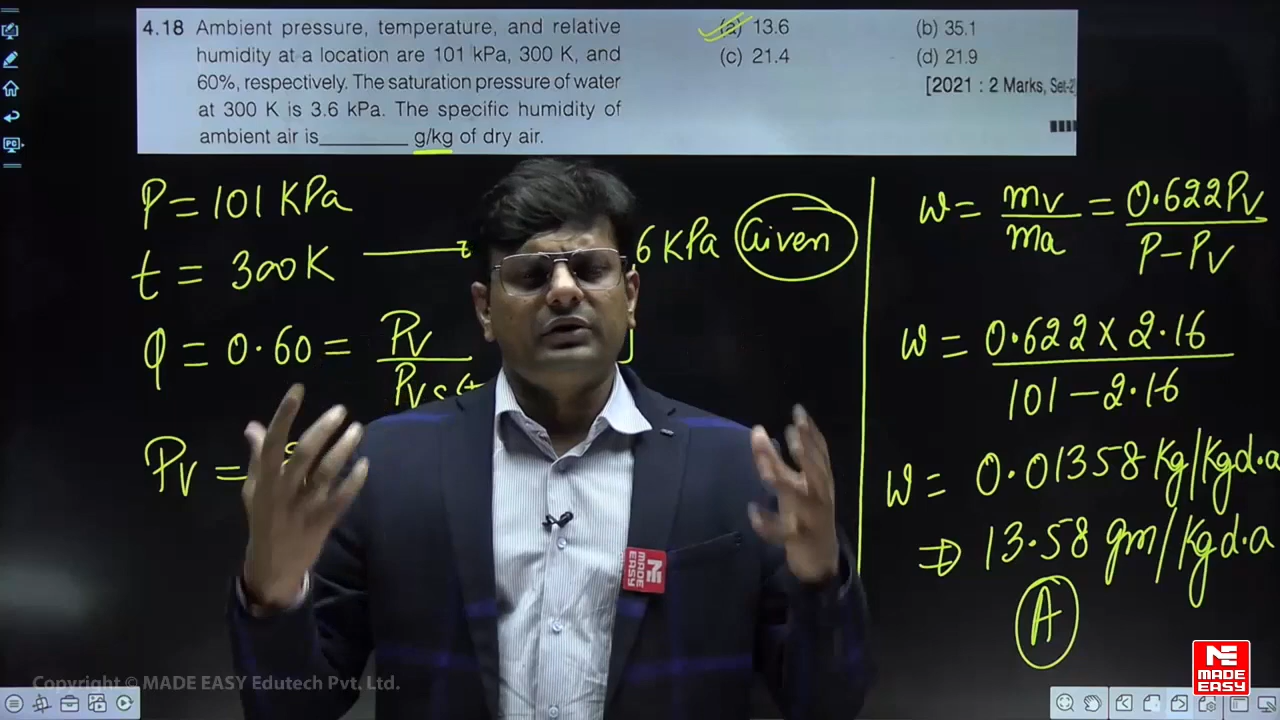 4.18 Ambient pressure, temperature, and relative
humidity at a location are 101 kPa, 300 K, and
60%, respectively. The saturation pressure of water
at 300 K is 3.6 kPa. The specific humidity of
ambient air is________ g/kg of dry air.
(a) 13.6
(b) 35.1
(c) 21.4
(d) 21.9
[2021 : 2 Marks, Set-2
P = 101 KPa
t = 300K
6 KPa Given
φ = 0.60 = Pv
Pv =
w = mv / ma = 0.622Pv / P - Pv
w = 0.622 × 2.16 / 101 - 2.16
w = 0.01358 Kg/Kgd.a
⇒ 13.58 gm/Kgd.a
A
MADE EASY
Copyright © MADE EASY Edutech Pvt. Ltd.
MADE
EASY